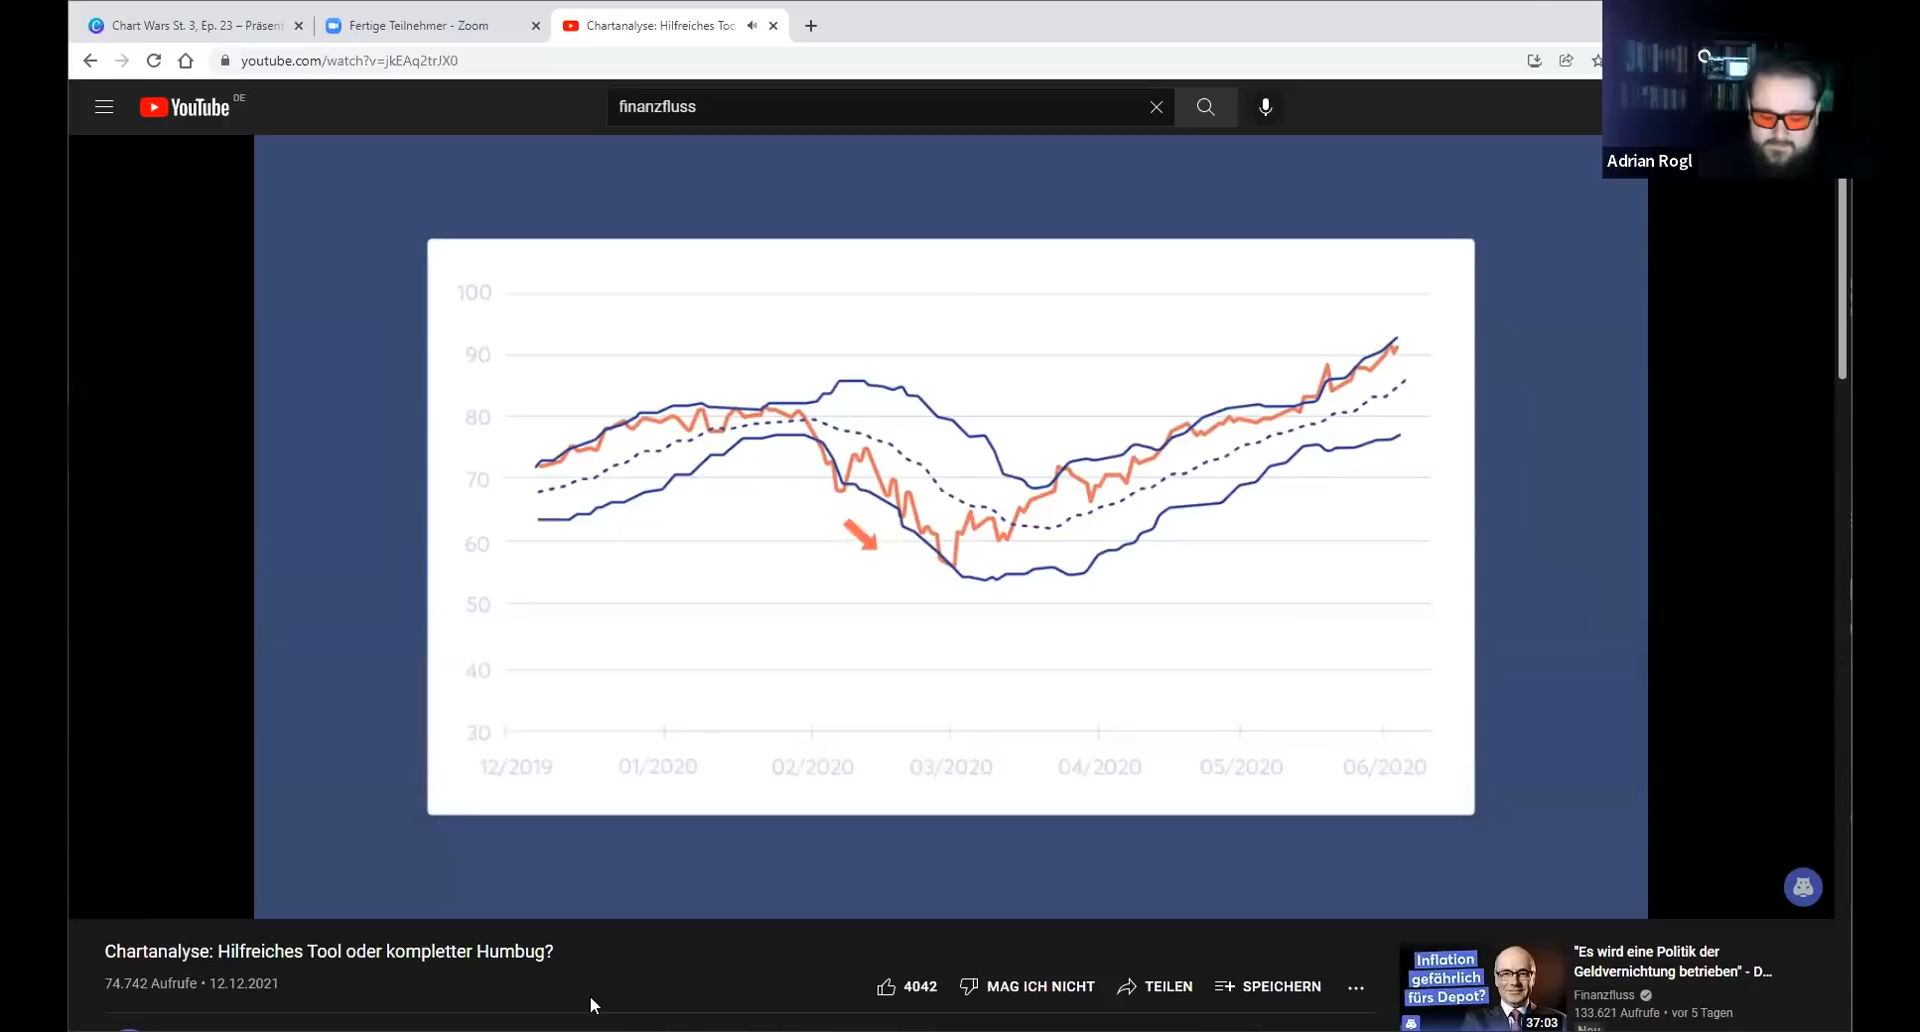 Chart Wars St. 3, Ep. 23 – Präsen
Fertige Teilnehmer - Zoom
Chartanalyse: Hilfreiches Too
youtube.com/watch?v=jkEAq2trJX0
YouTube DE
finanzfluss
Adrian Rogl
100
90
80
70
60
50
40
30
12/2019 01/2020 02/2020 03/2020 04/2020 05/2020 06/2020
Chartanalyse: Hilfreiches Tool oder kompletter Humbug?
74.742 Aufrufe • 12.12.2021
4042 MAG ICH NICHT TEILEN SPEICHERN
Inflation
gefährlich
fürs Depot?
37:03
"Es wird eine Politik der
Geldvernichtung betrieben" - D...
Finanzfluss
133.621 Aufrufe • vor 5 Tagen
Neu